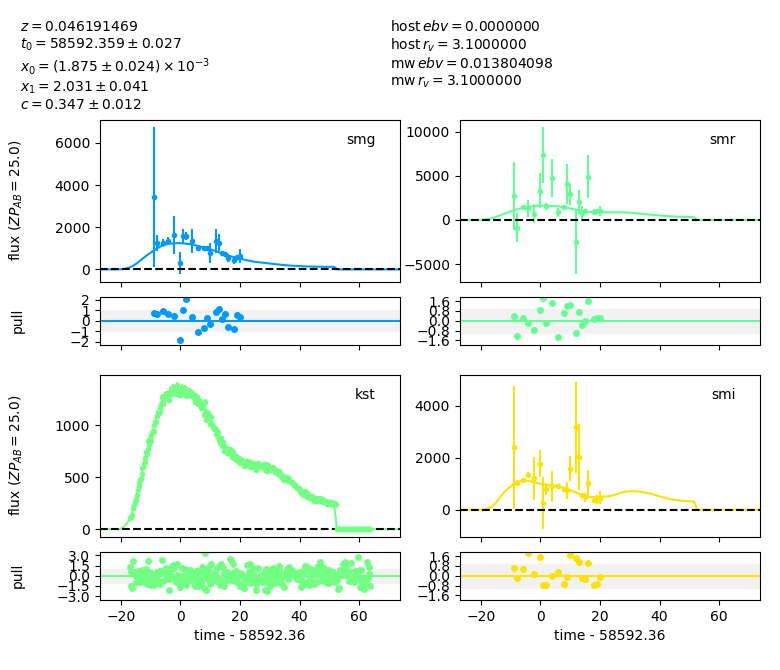 z = 0.046191469
t₀ = 58592.359 ± 0.027
x₀ = (1.875 ± 0.024) × 10⁻³
x₁ = 2.031 ± 0.041
c = 0.347 ± 0.012
host ebv = 0.0000000
host r_v = 3.1000000
mw ebv = 0.013804098
mw r_v = 3.1000000
flux (ZP_AB = 25.0)
6000
4000
2000
0
smg
10000
5000
0
−5000
smr
pull
2
1
0
−1
−2
1.6
0.8
0.0
−0.8
−1.6
flux (ZP_AB = 25.0)
1000
500
0
kst
4000
2000
0
smi
pull
3.0
1.5
0.0
−1.5
−3.0
1.6
0.8
0.0
−0.8
−1.6
−20 0 20 40 60
−20 0 20 40 60
time - 58592.36
time - 58592.36